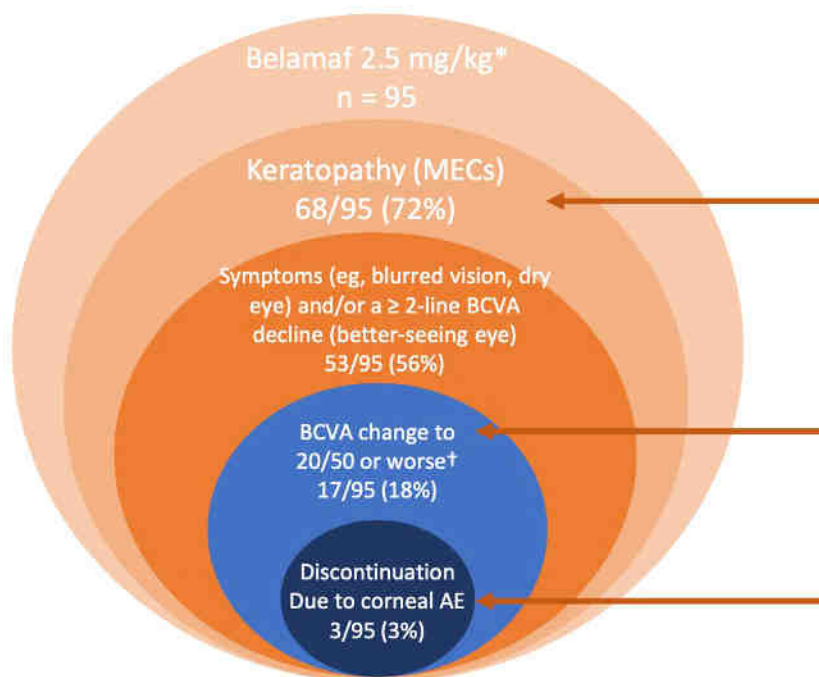 Belamaf 2.5 mg/kg*
n = 95
Keratopathy (MECs)
68/95 (72%)
Symptoms (eg, blurred vision, dry
eye) and/or a ≥ 2-line BCVA
decline (better-seeing eye)
53/95 (56%)
BCVA change to
20/50 or worse†
17/95 (18%)
Discontinuation
Due to corneal AE
3/95 (3%)